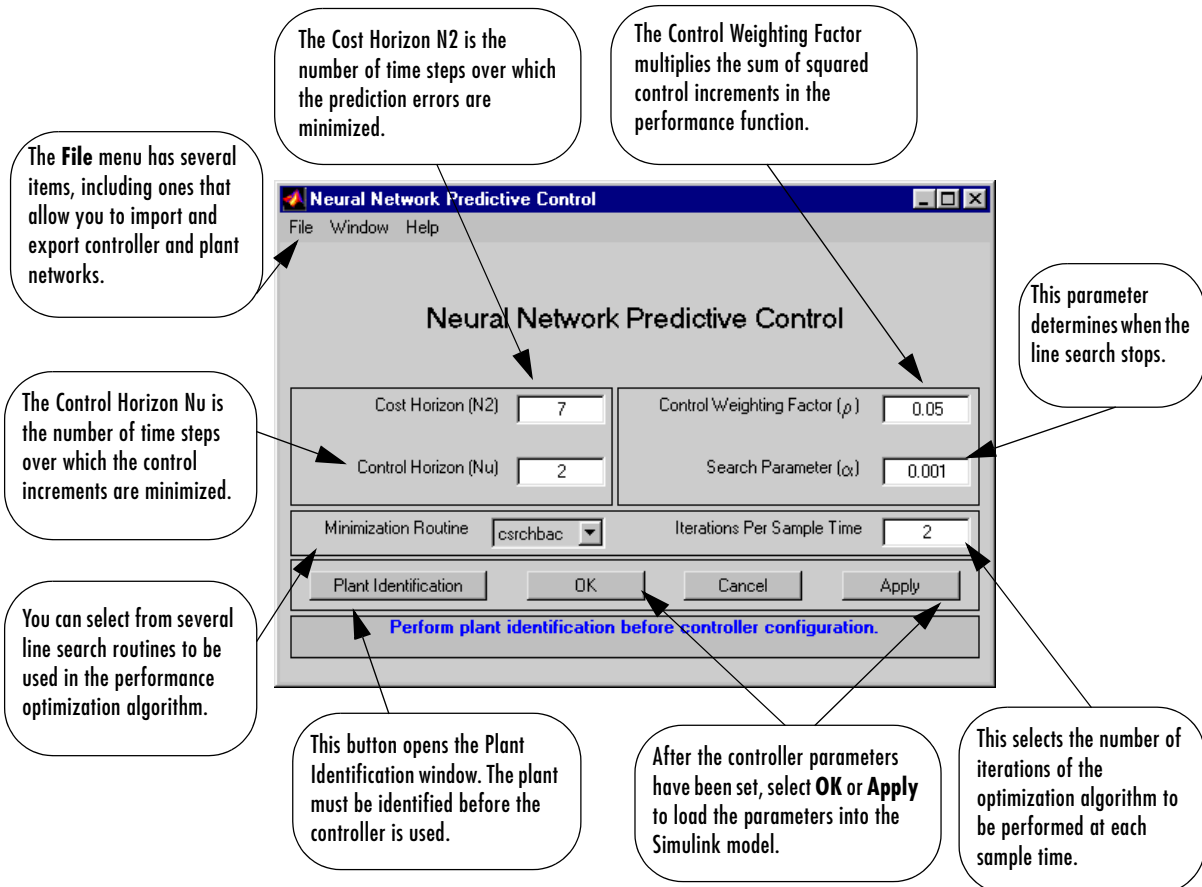 The Cost Horizon N2 is the
number of time steps over which
the prediction errors are
minimized.
The Control Weighting Factor
multiplies the sum of squared
control increments in the
performance function.
The File menu has several
items, including ones that
allow you to import and
export controller and plant
networks.
Neural Network Predictive Control
File Window Help
Neural Network Predictive Control
This parameter
determines when the
line search stops.
The Control Horizon Nu is
the number of time steps
over which the control
increments are minimized.
Cost Horizon (N2) 7
Control Weighting Factor (ρ) 0.05
Control Horizon (Nu) 2
Search Parameter (α) 0.001
Minimization Routine csrchbac
Iterations Per Sample Time 2
Plant Identification OK Cancel Apply
Perform plant identification before controller configuration.
You can select from several
line search routines to be
used in the performance
optimization algorithm.
This button opens the Plant
Identification window. The plant
must be identified before the
controller is used.
After the controller parameters
have been set, select OK or Apply
to load the parameters into the
Simulink model.
This selects the number of
iterations of the
optimization algorithm to
be performed at each
sample time.